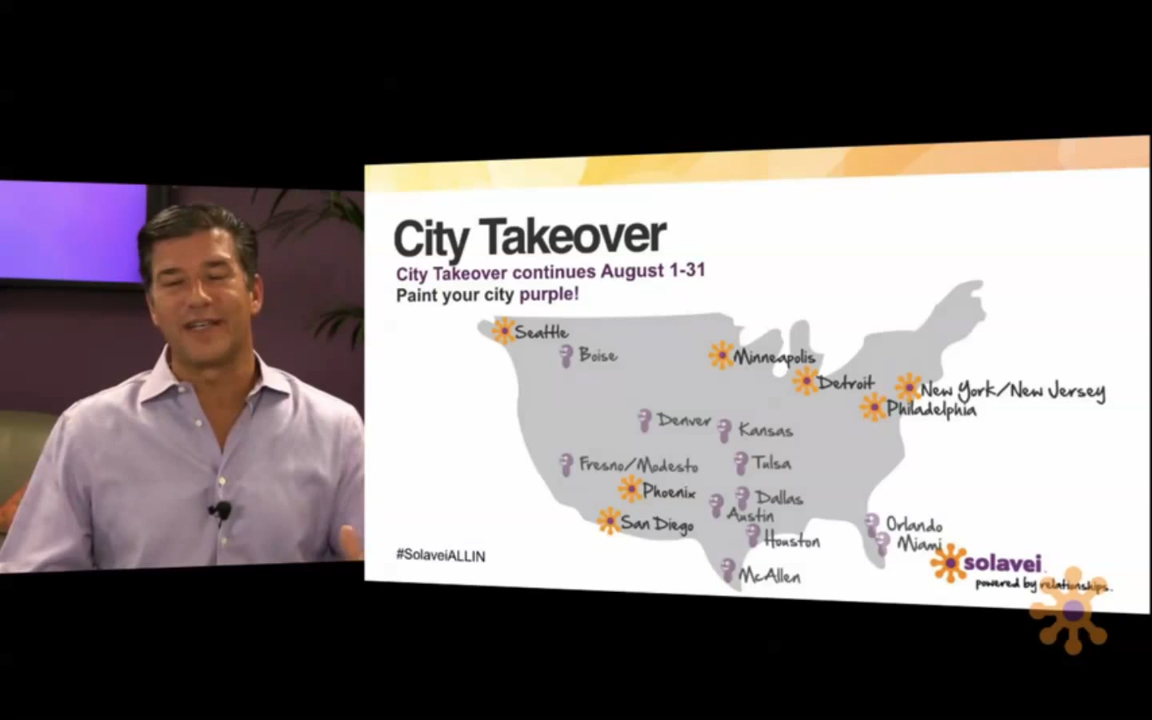 City Takeover
City Takeover continues August 1-31
Paint your city purple!
Seattle
Boise
Minneapolis
Detroit
New York/New Jersey
Philadelphia
Denver
Kansas
Fresno/Modesto
Tulsa
Phoenix
Dallas
San Diego
Austin
Orlando
Houston
Miami
McAllen
#SolaveiALLIN
solavei
powered by relationships.